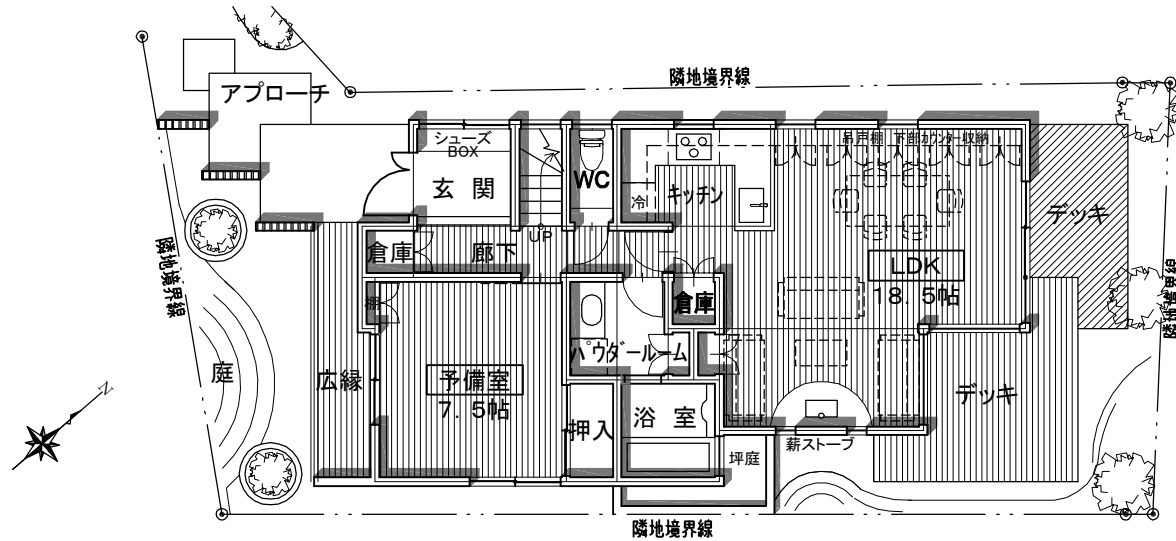 隣地境界線
アプローチ
シューズ
BOX
吊戸棚 下部カウンター収納
WC
玄 関
冷
キッチン
デッキ
UP
倉庫
廊下
LDK
18. 5帖
隣地境界線
隣地境界線
棚
倉庫
パウダールーム
庭
広縁
予備室
7. 5帖
デッキ
押入
浴 室
薪ストーブ
坪庭
隣地境界線
N